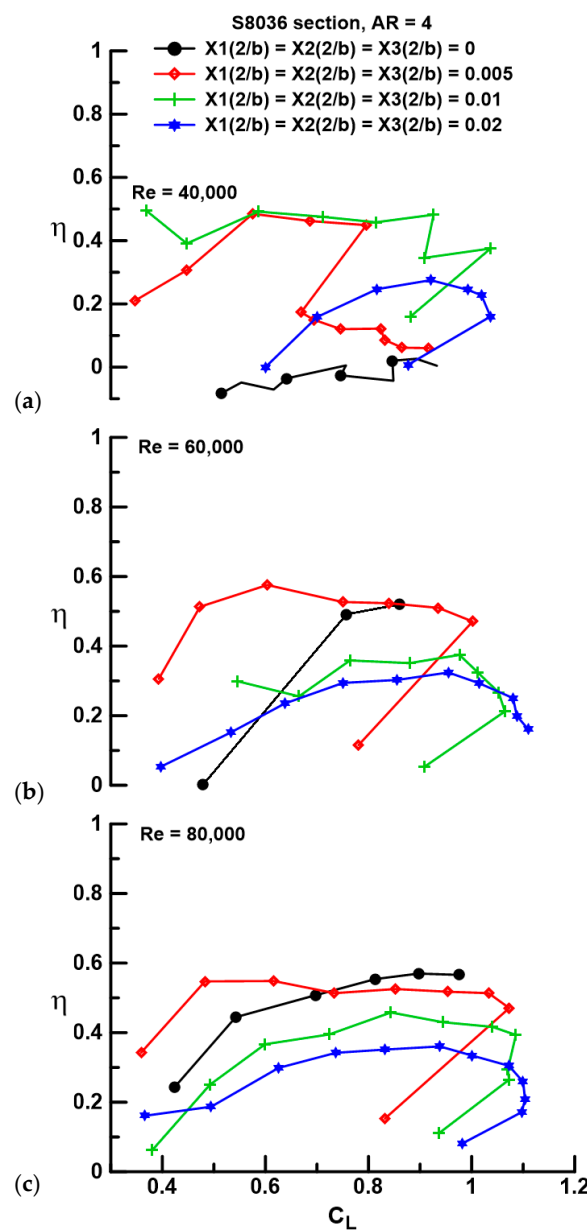 S8036 section, AR = 4
X1(2/b) = X2(2/b) = X3(2/b) = 0
X1(2/b) = X2(2/b) = X3(2/b) = 0.005
X1(2/b) = X2(2/b) = X3(2/b) = 0.01
X1(2/b) = X2(2/b) = X3(2/b) = 0.02
1
0.8
0.6
Re = 40,000
η
0.4
0.2
0
(a)
1
Re = 60,000
0.8
0.6
η
0.4
0.2
0
(b)
1
Re = 80,000
0.8
0.6
η
0.4
0.2
0
(c)
0.4 0.6 0.8 1 1.2
CL